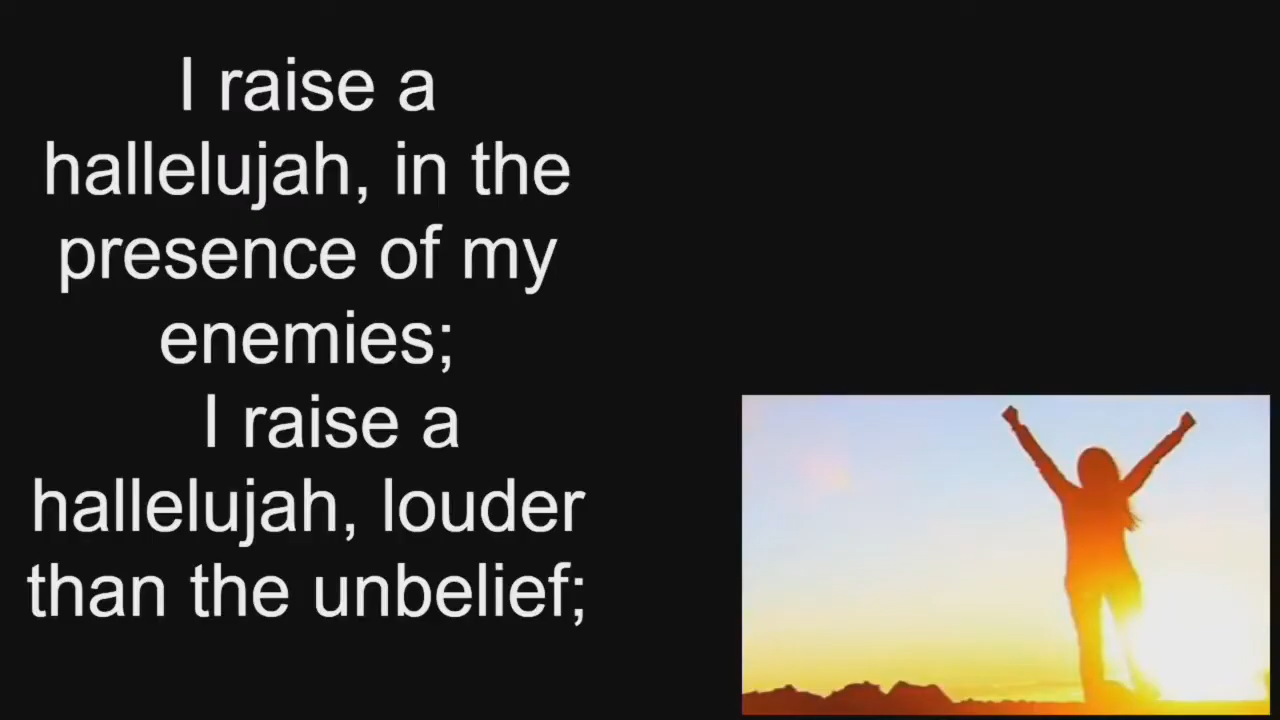 I raise a
hallelujah, in the
presence of my
enemies;
I raise a
hallelujah, louder
than the unbelief;